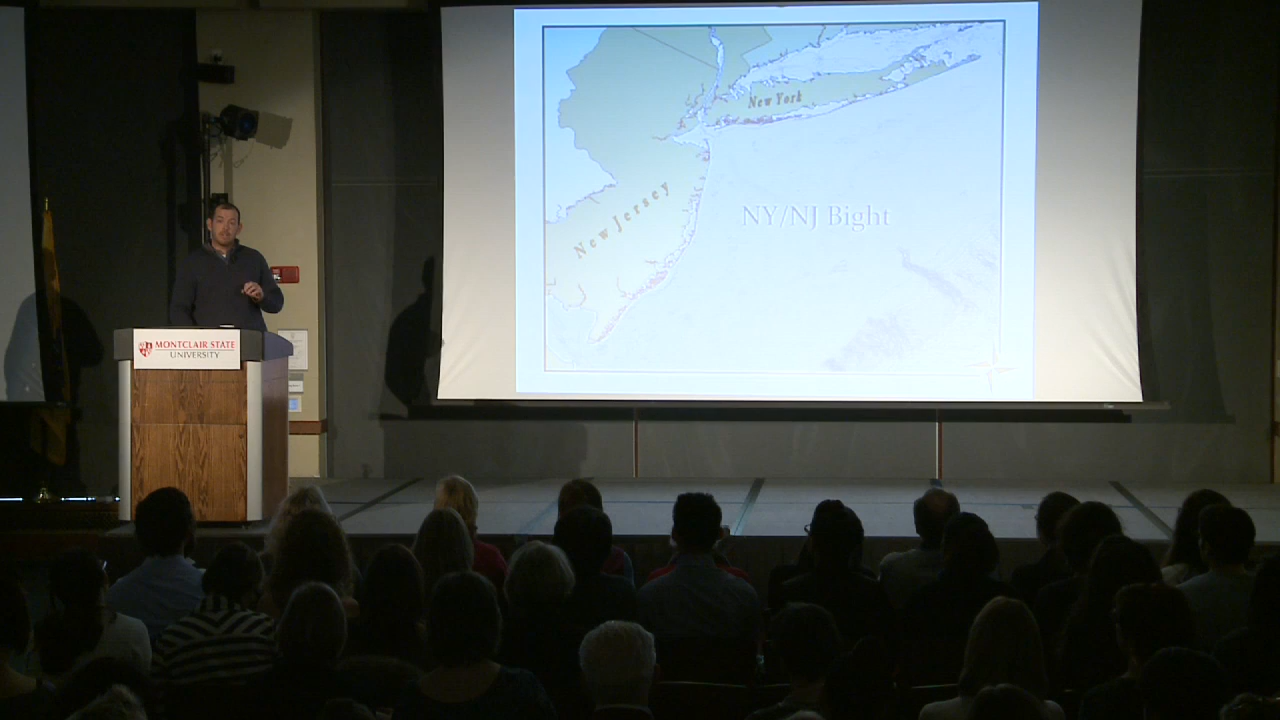 New York
New Jersey
NY/NJ Bight
MONTCLAIR STATE
UNIVERSITY